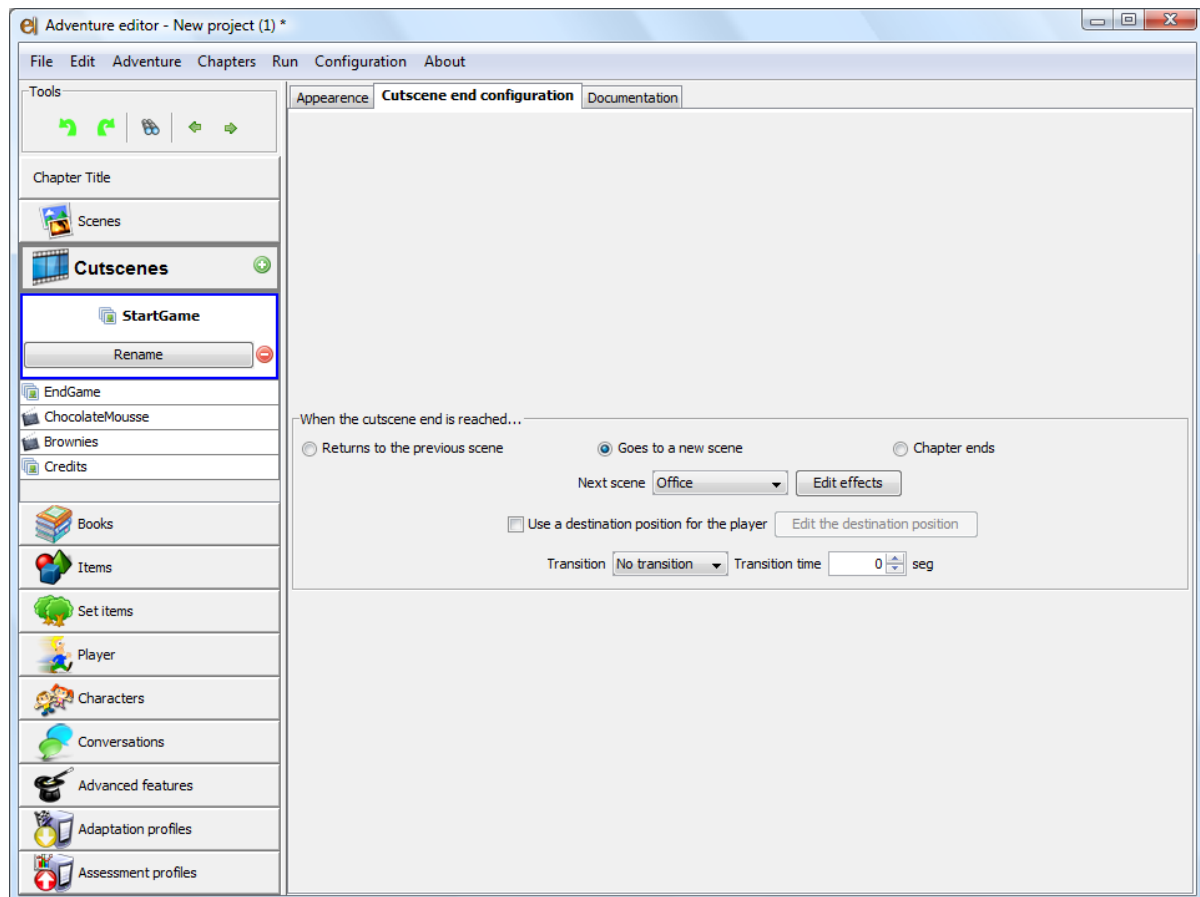 Adventure editor - New project (1) *
File Edit Adventure Chapters Run Configuration About
Tools
Chapter Title
Scenes
Cutscenes
StartGame
Rename
EndGame
ChocolateMousse
Brownies
Credits
Books
Items
Set items
Player
Characters
Conversations
Advanced features
Adaptation profiles
Assessment profiles
Appearence Cutscene end configuration Documentation
When the cutscene end is reached...
Returns to the previous scene Goes to a new scene Chapter ends
Next scene Office Edit effects
Use a destination position for the player Edit the destination position
Transition No transition Transition time 0 seg